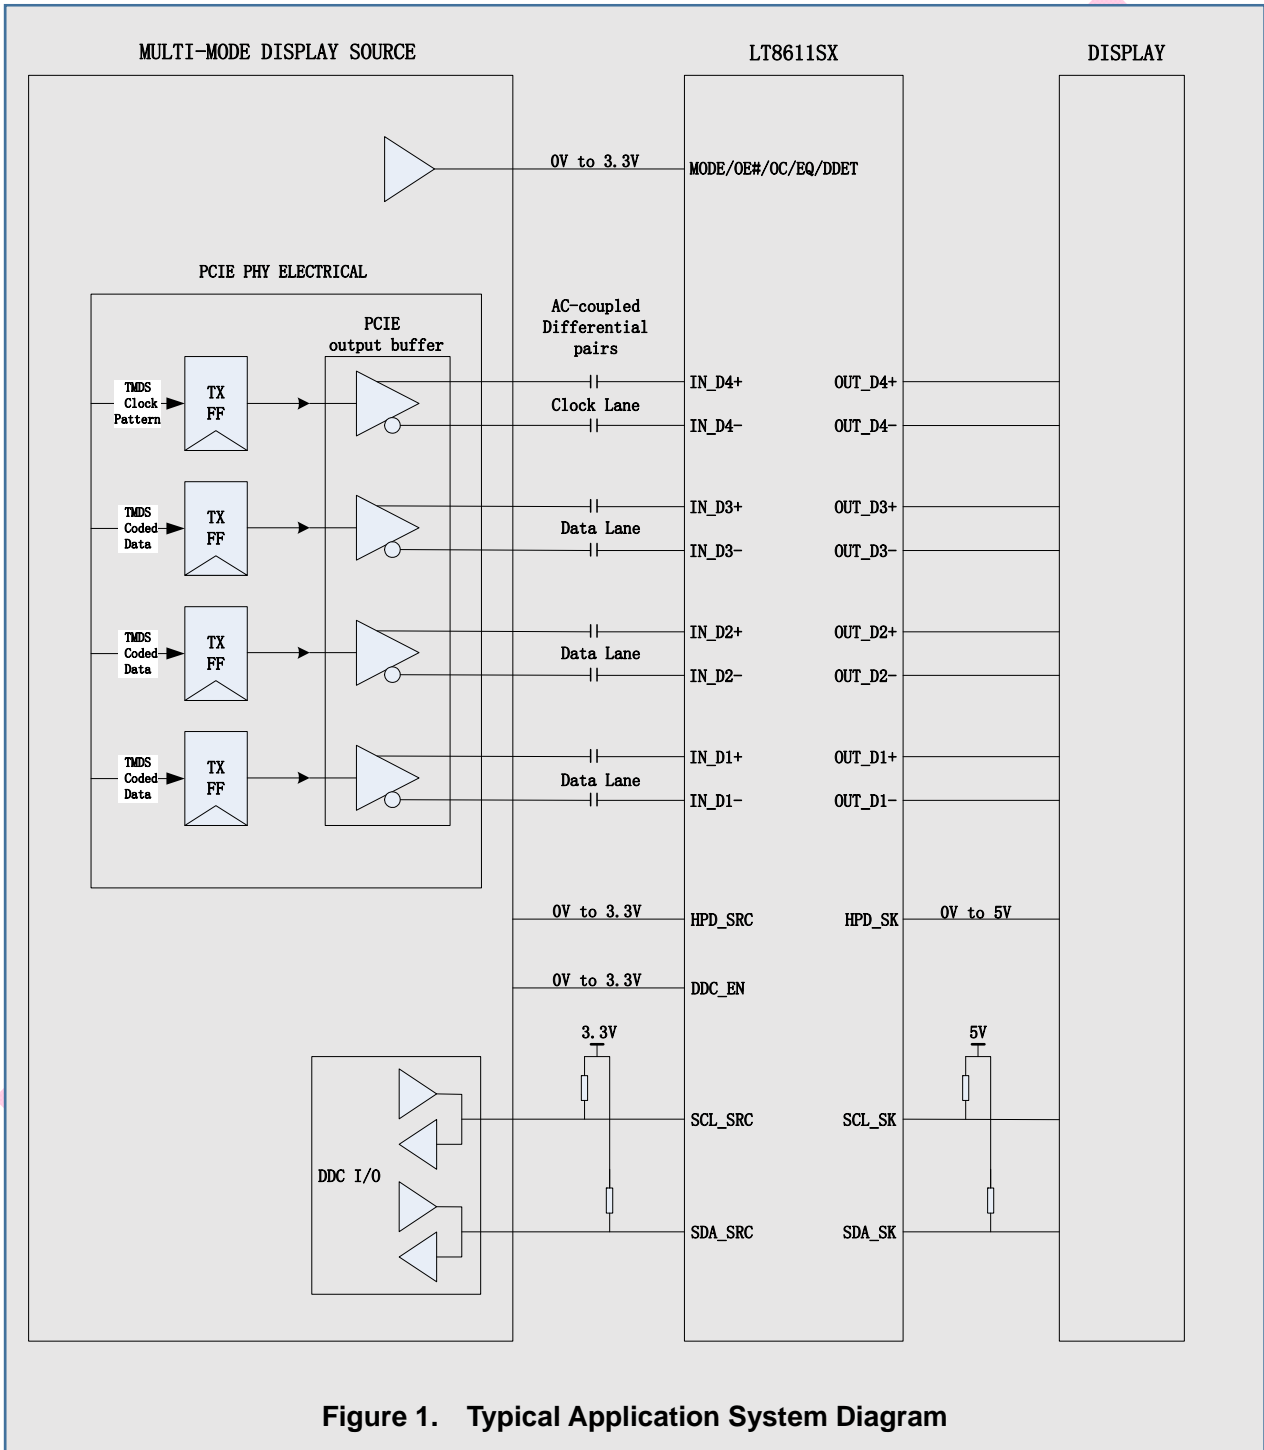 MULTI-MODE DISPLAY SOURCE
LT8611SX
DISPLAY
0V to 3.3V
MODE/OE#/OC/EQ/DDET
PCIE PHY ELECTRICAL
PCIE
output buffer
AC-coupled
Differential
pairs
TMDS
Clock
Pattern
TX
FF
Clock Lane
IN_D4+
IN_D4-
OUT_D4+
OUT_D4-
TMDS
Coded
Data
TX
FF
Data Lane
IN_D3+
IN_D3-
OUT_D3+
OUT_D3-
TMDS
Coded
Data
TX
FF
Data Lane
IN_D2+
IN_D2-
OUT_D2+
OUT_D2-
TMDS
Coded
Data
TX
FF
Data Lane
IN_D1+
IN_D1-
OUT_D1+
OUT_D1-
0V to 3.3V
HPD_SRC
HPD_SK
0V to 5V
0V to 3.3V
DDC_EN
3.3V
5V
SCL_SRC
SCL_SK
DDC I/O
SDA_SRC
SDA_SK
Figure 1. Typical Application System Diagram